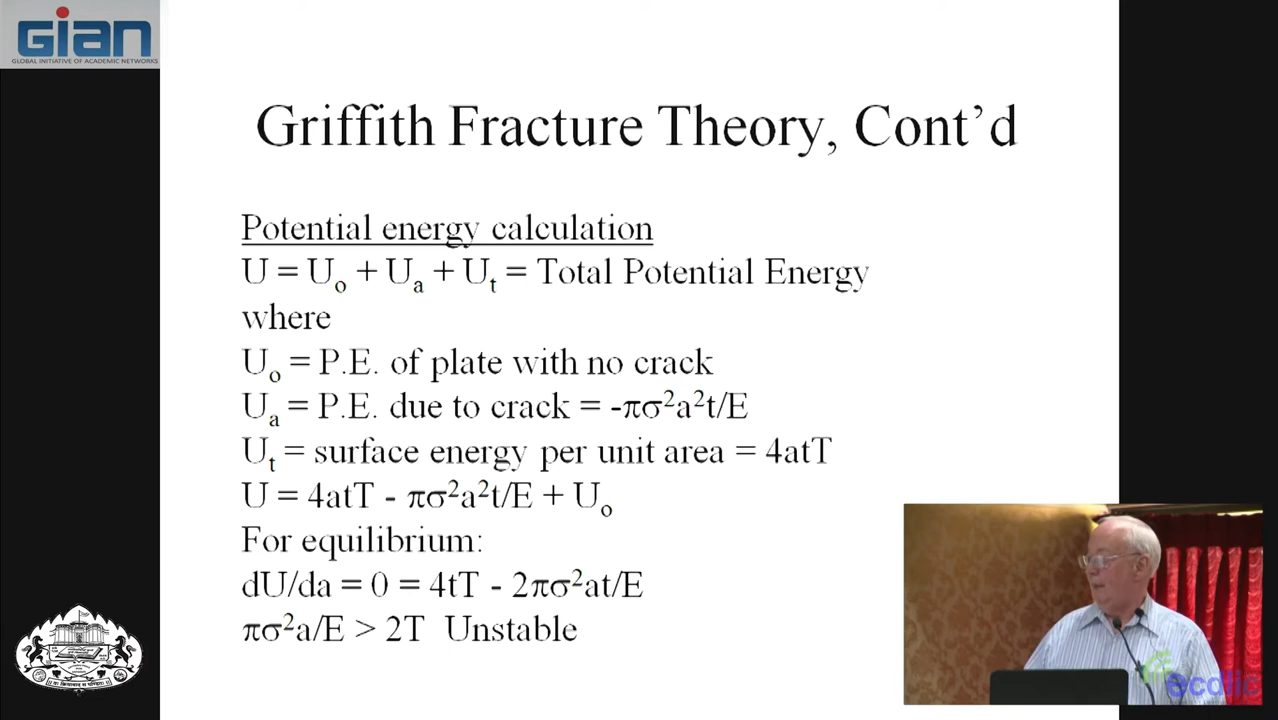 GIAN
GLOBAL INITIATIVE OF ACADEMIC NETWORKS
Griffith Fracture Theory, Cont’d
Potential energy calculation
U = Uₒ + Uₐ + Uₜ = Total Potential Energy
where
Uₒ = P.E. of plate with no crack
Uₐ = P.E. due to crack = -πσ²a²t/E
Uₜ = surface energy per unit area = 4atT
U = 4atT - πσ²a²t/E + Uₒ
For equilibrium:
dU/da = 0 = 4tT - 2πσ²at/E
πσ²a/E > 2T Unstable
ecdlic